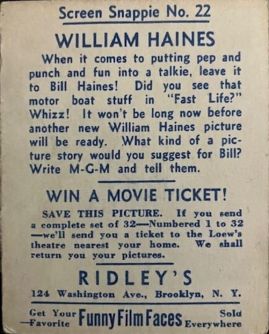 Screen Snappie No. 22
WILLIAM HAINES
When it comes to putting pep and
punch and fun into a talkie, leave it
to Bill Haines! Did you see that
motor boat stuff in "Fast Life?"
Whizz! It won't be long now before
another new William Haines picture
will be ready. What kind of a pic-
ture story would you suggest for Bill?
Write M-G-M and tell them.
WIN A MOVIE TICKET!
SAVE THIS PICTURE. If you send
a complete set of 32—Numbered 1 to 32
—we'll send you a ticket to the Loew's
theatre nearest your home. We shall
return you your pictures.
RIDLEY'S
124 Washington Ave., Brooklyn, N. Y.
Get Your Funny Film Faces Sold
—Favorite Everywhere